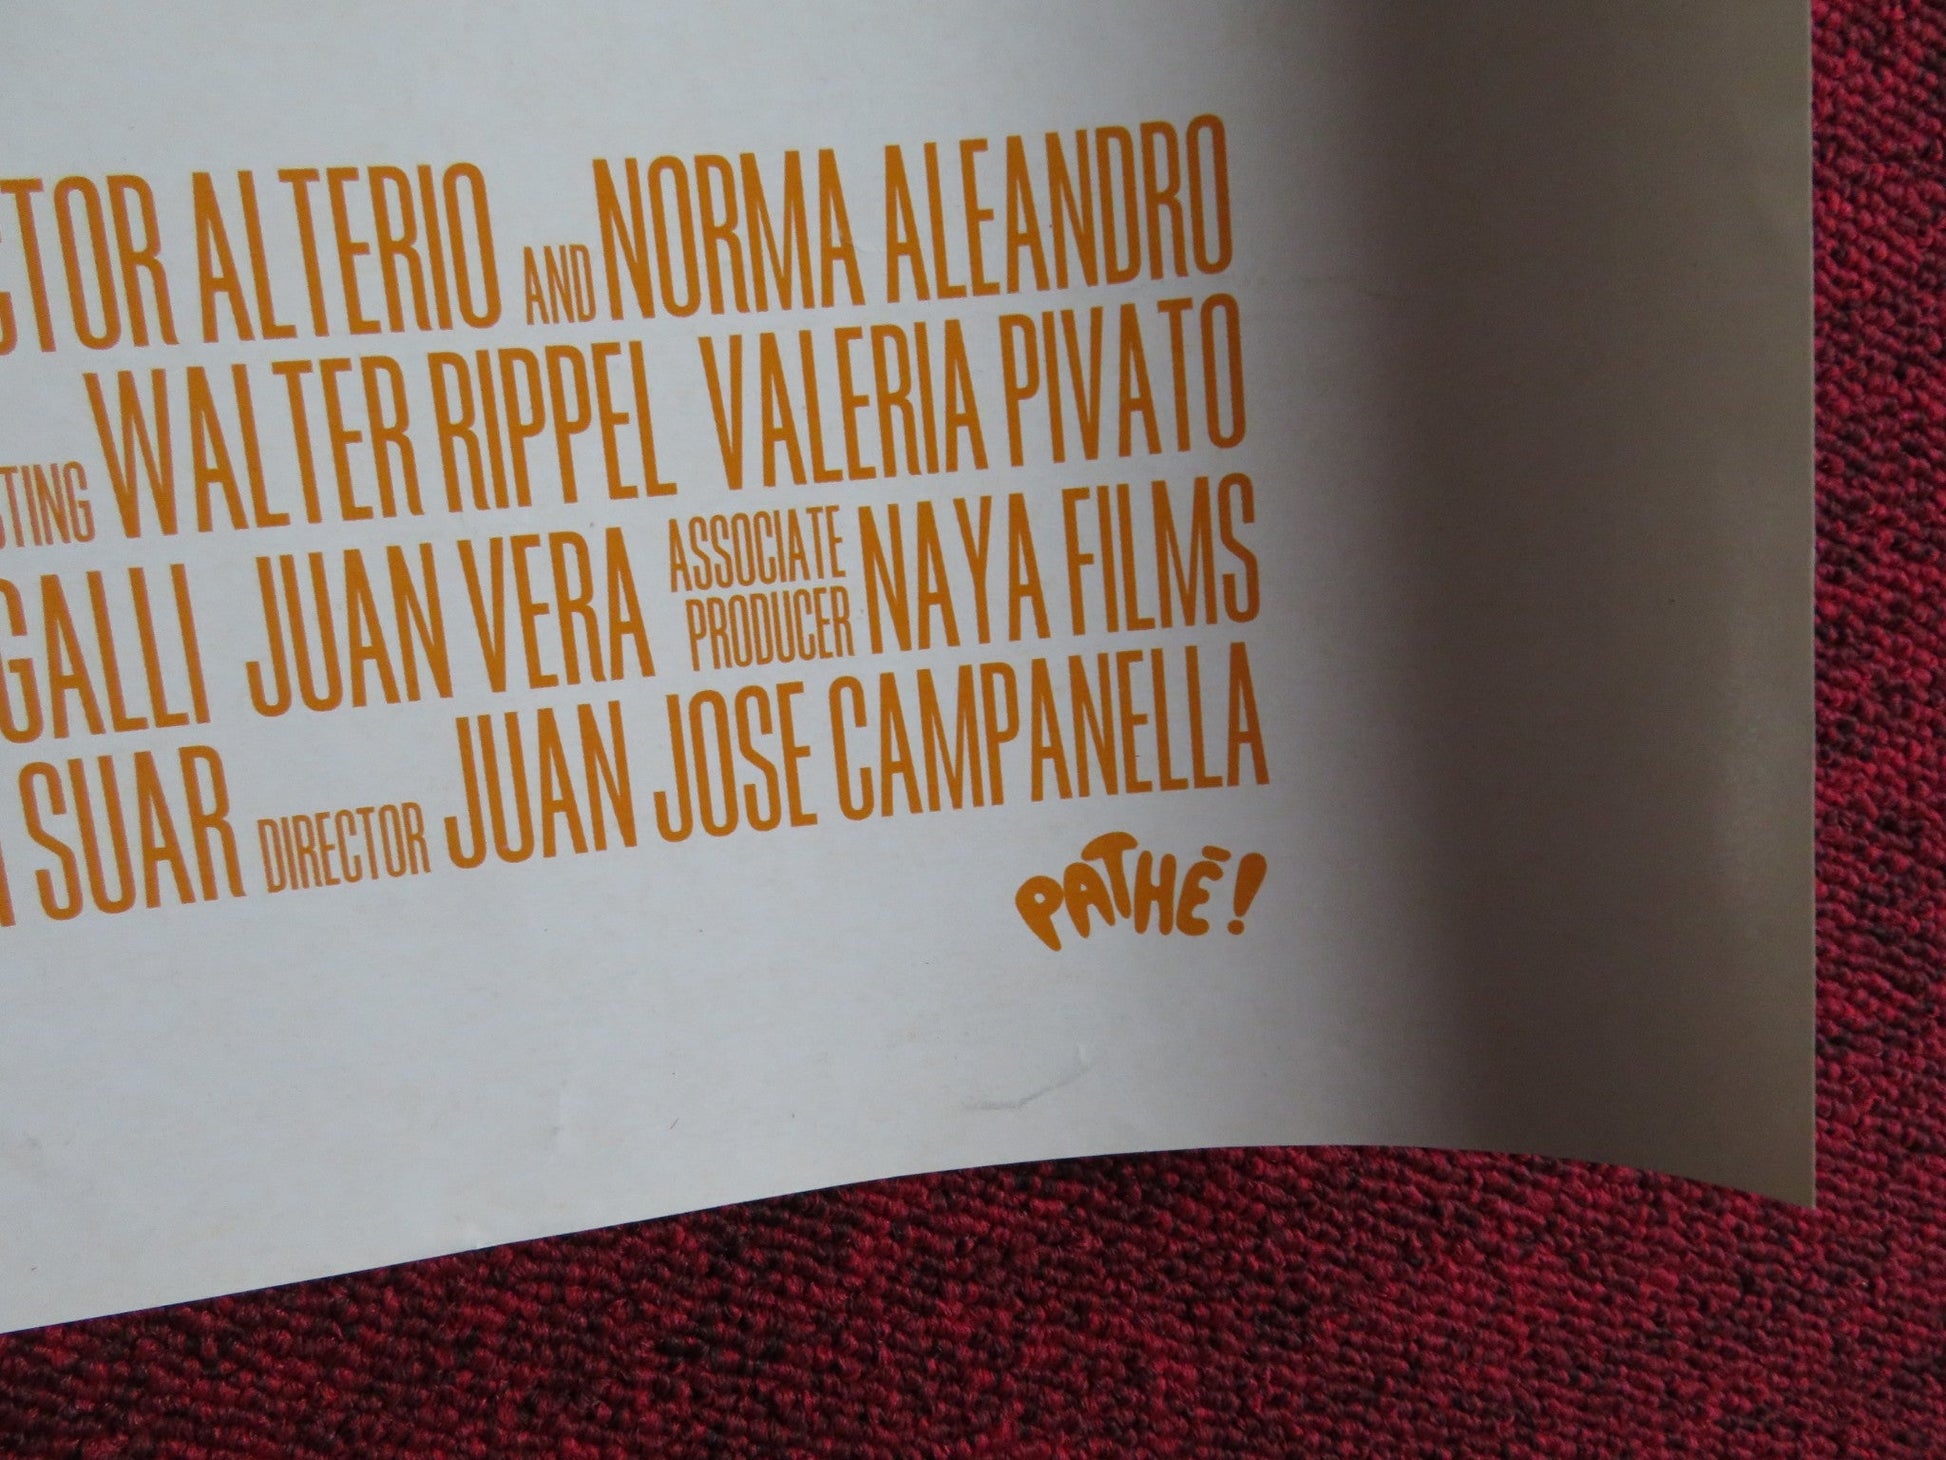 CTOR ALTERIO AND NORMA ALEANDRO
STING WALTER RIPPEL VALERIA PIVATO
GALLI JUAN VERA ASSOCIATE PRODUCER NAYA FILMS
SUAR DIRECTOR JUAN JOSE CAMPANELLA
PATHĒ!